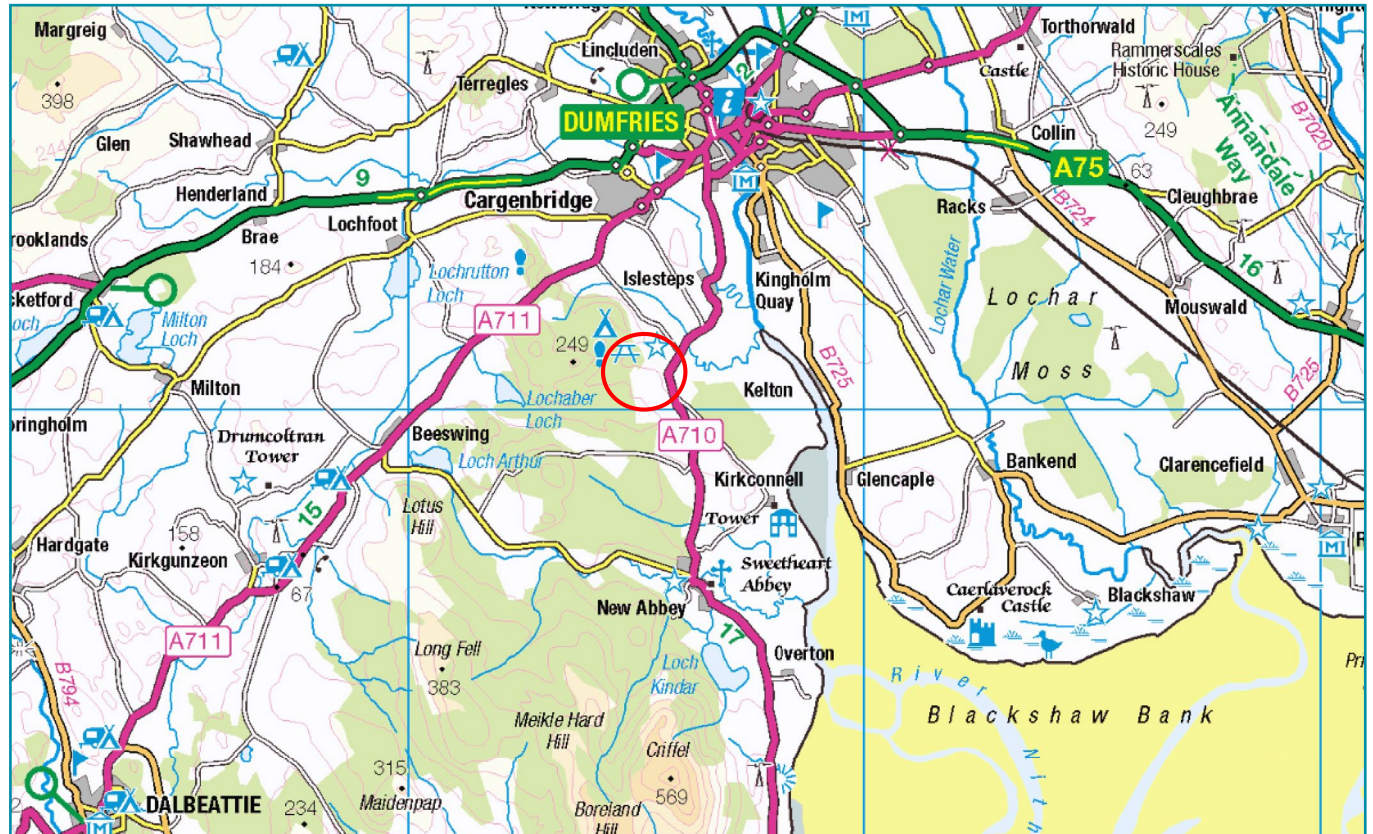 Margreig
Lincluden
Torthorwald
Castle
Rammerscales
Historic House
Terregles
398
2
i
DUMFRIES
249
Annandale
Way
B7020
Glen
Shawhead
244
Collin
A75
63
Henderland
9
Cargenbridge
Racks
B724
Cleughbrae
Brae
Lochfoot
184
Lochrutton
Loch
Islesteps
Kingholm
Quay
Lochar Water
Lochar
Moss
16
Mouswald
Milton
Loch
A711
249
B725
B725
Milton
Lochaber
Loch
Kelton
Drumcoltran
Tower
Beeswing
Loch Arthur
A710
Kirkconnell
Tower
Glencaple
Bankend
Clarencefield
15
Lotus
Hill
158
Hardgate
Kirkgunzeon
67
Sweetheart
Abbey
New Abbey
17
Caerlaverock
Castle
Blackshaw
A711
B794
Long Fell
383
Loch
Kindar
Overton
River
Nith
Blackshaw Bank
Meikle Hard
Hill
Criffel
569
315
Maidenpap
Boreland
Hill
DALBEATTIE
234
M
M
M
M